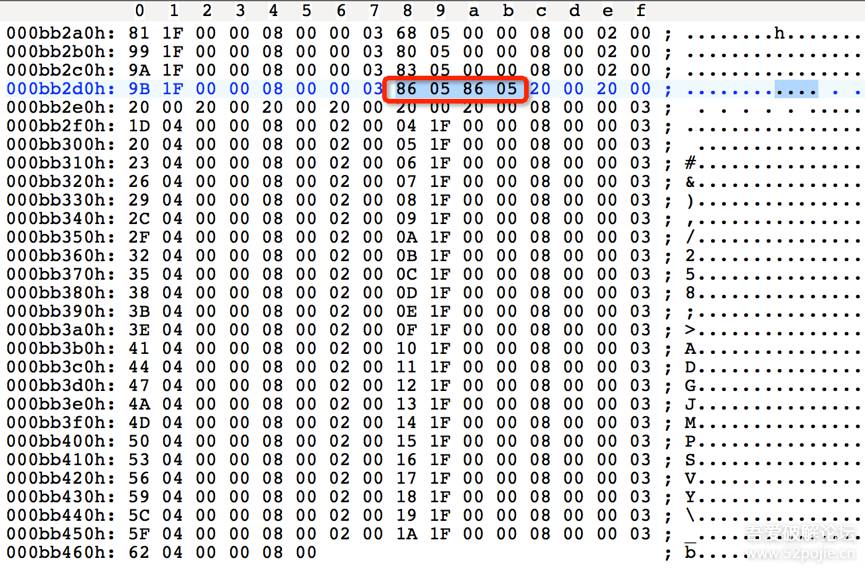 0 1 2 3 4 5 6 7 8 9 a b c d e f
000bb2a0h: 81 1F 00 00 08 00 00 03 68 05 00 00 08 00 02 00 ; ........h.......
000bb2b0h: 99 1F 00 00 08 00 00 03 80 05 00 00 08 00 02 00 ; ................
000bb2c0h: 9A 1F 00 00 08 00 00 03 83 05 00 00 08 00 02 00 ; ................
000bb2d0h: 9B 1F 00 00 08 00 00 03 86 05 86 05 20 00 20 00 ; ............ . .
000bb2e0h: 20 00 20 00 20 00 20 00 20 00 20 00 08 00 00 03 ;  . . . . . .....
000bb2f0h: 1D 04 00 00 08 00 02 00 04 1F 00 00 08 00 00 03 ; ................
000bb300h: 20 04 00 00 08 00 02 00 05 1F 00 00 08 00 00 03 ;  ...............
000bb310h: 23 04 00 00 08 00 02 00 06 1F 00 00 08 00 00 03 ; #...............
000bb320h: 26 04 00 00 08 00 02 00 07 1F 00 00 08 00 00 03 ; &...............
000bb330h: 29 04 00 00 08 00 02 00 08 1F 00 00 08 00 00 03 ; )...............
000bb340h: 2C 04 00 00 08 00 02 00 09 1F 00 00 08 00 00 03 ; ,...............
000bb350h: 2F 04 00 00 08 00 02 00 0A 1F 00 00 08 00 00 03 ; /...............
000bb360h: 32 04 00 00 08 00 02 00 0B 1F 00 00 08 00 00 03 ; 2...............
000bb370h: 35 04 00 00 08 00 02 00 0C 1F 00 00 08 00 00 03 ; 5...............
000bb380h: 38 04 00 00 08 00 02 00 0D 1F 00 00 08 00 00 03 ; 8...............
000bb390h: 3B 04 00 00 08 00 02 00 0E 1F 00 00 08 00 00 03 ; ;...............
000bb3a0h: 3E 04 00 00 08 00 02 00 0F 1F 00 00 08 00 00 03 ; >...............
000bb3b0h: 41 04 00 00 08 00 02 00 10 1F 00 00 08 00 00 03 ; A...............
000bb3c0h: 44 04 00 00 08 00 02 00 11 1F 00 00 08 00 00 03 ; D...............
000bb3d0h: 47 04 00 00 08 00 02 00 12 1F 00 00 08 00 00 03 ; G...............
000bb3e0h: 4A 04 00 00 08 00 02 00 13 1F 00 00 08 00 00 03 ; J...............
000bb3f0h: 4D 04 00 00 08 00 02 00 14 1F 00 00 08 00 00 03 ; M...............
000bb400h: 50 04 00 00 08 00 02 00 15 1F 00 00 08 00 00 03 ; P...............
000bb410h: 53 04 00 00 08 00 02 00 16 1F 00 00 08 00 00 03 ; S...............
000bb420h: 56 04 00 00 08 00 02 00 17 1F 00 00 08 00 00 03 ; V...............
000bb430h: 59 04 00 00 08 00 02 00 18 1F 00 00 08 00 00 03 ; Y...............
000bb440h: 5C 04 00 00 08 00 02 00 19 1F 00 00 08 00 00 03 ; \...............
000bb450h: 5F 04 00 00 08 00 02 00 1A 1F 00 00 08 00 00 03 ; _...............
000bb460h: 62 04 00 00 08 00 ; b.....
吾爱破解论坛
www.52pojie.cn